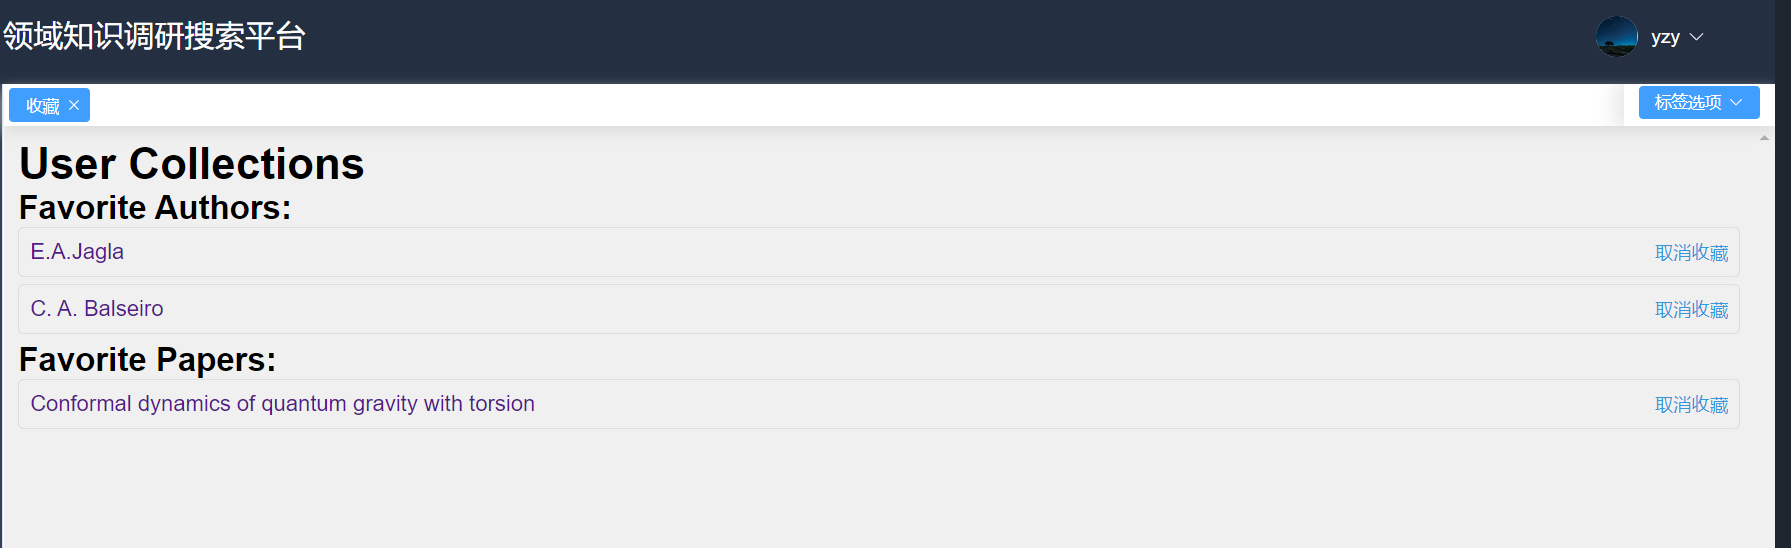 领域知识调研搜索平台
yzy
收藏
标签选项
User Collections
Favorite Authors:
E.A.Jagla
取消收藏
C. A. Balseiro
取消收藏
Favorite Papers:
Conformal dynamics of quantum gravity with torsion
取消收藏